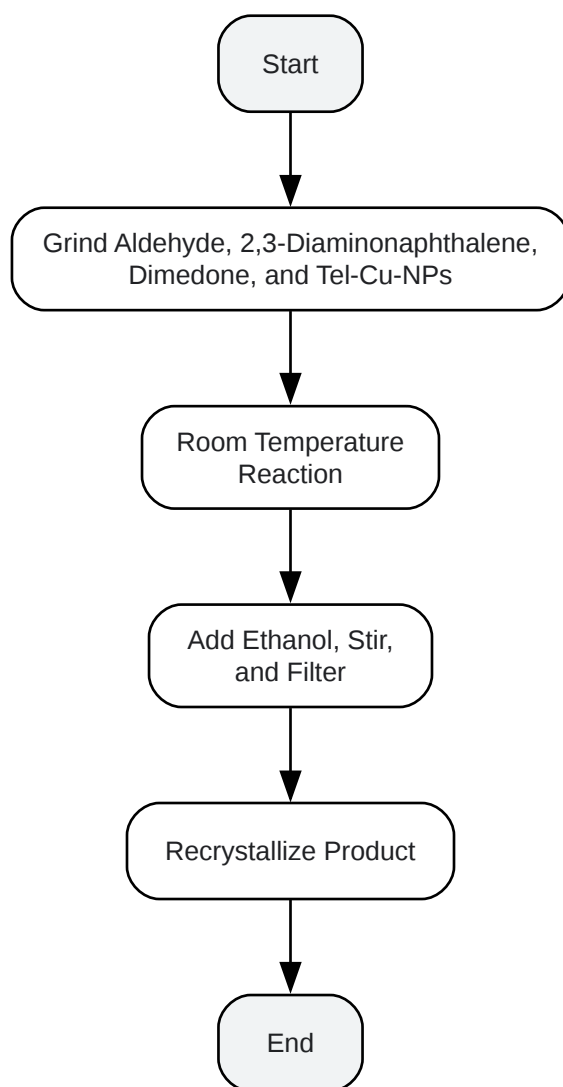 Start
Grind Aldehyde, 2,3-Diaminonaphthalene,
Dimedone, and Tel-Cu-NPs
Room Temperature
Reaction
Add Ethanol, Stir,
and Filter
Recrystallize Product
End